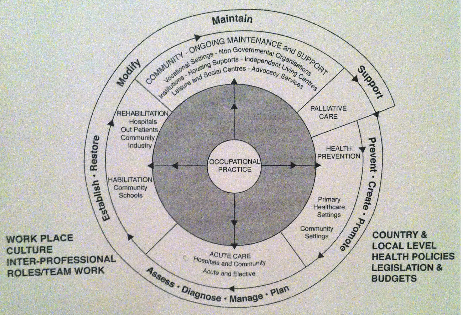 Maintain
Modify
Support
COMMUNITY - ONGOING MAINTENANCE and SUPPORT
Vocational Settings - Non Governmental Organisations
Institutions - Housing Supports - Independent Living Centres
Leisure and Social Centres - Advocacy Services
REHABILITATION
Hospitals
Out Patients
Community
Industry
PALLIATIVE
CARE
Establish • Restore
HABILITATION
Community
Schools
OCCUPATIONAL
PRACTICE
HEALTH
PREVENTION
Primary
Healthcare
Settings
Community
Settings
Prevent • Create • Promote
ACUTE CARE
Hospitals and Community
Acute and Elective
Assess • Diagnose • Manage • Plan
WORK PLACE
CULTURE
INTER-PROFESSIONAL
ROLES/TEAM WORK
COUNTRY &
LOCAL LEVEL
HEALTH POLICIES
LEGISLATION &
BUDGETS